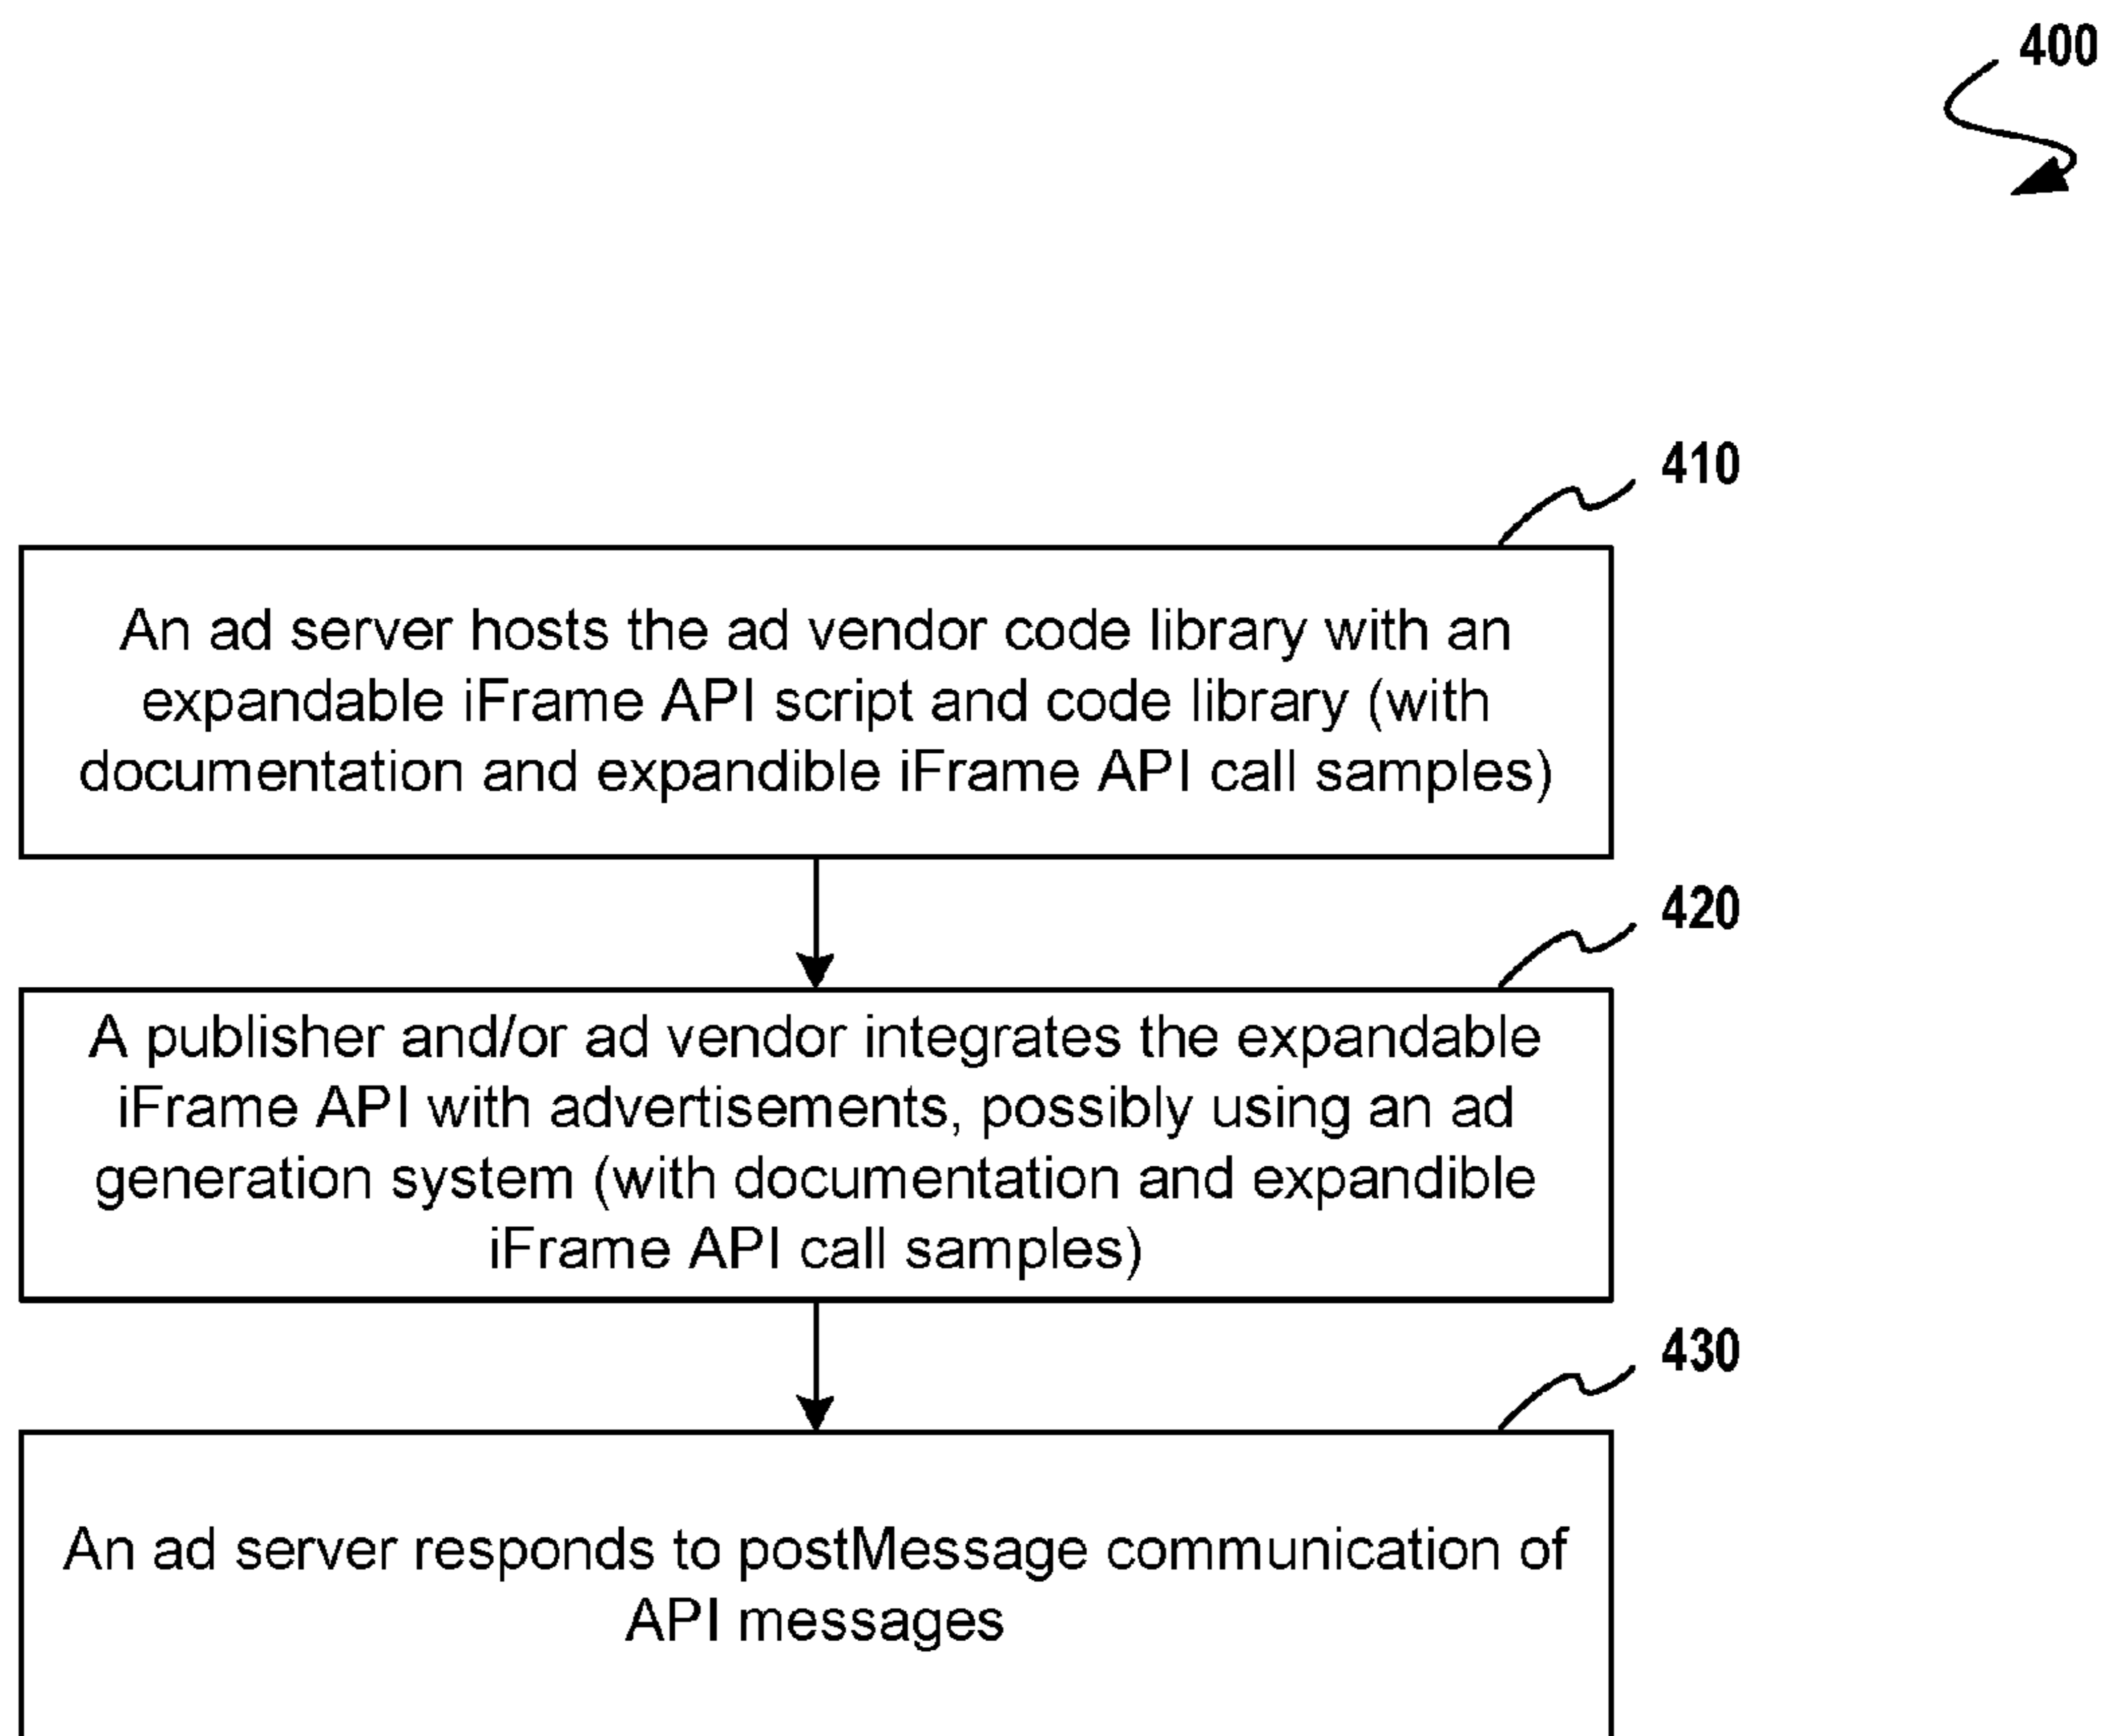 400
410
An ad server hosts the ad vendor code library with an
expandable iFrame API script and code library (with
documentation and expandible iFrame API call samples)
420
A publisher and/or ad vendor integrates the expandable
iFrame API with advertisements, possibly using an ad
generation system (with documentation and expandible
iFrame API call samples)
430
An ad server responds to postMessage communication of
API messages